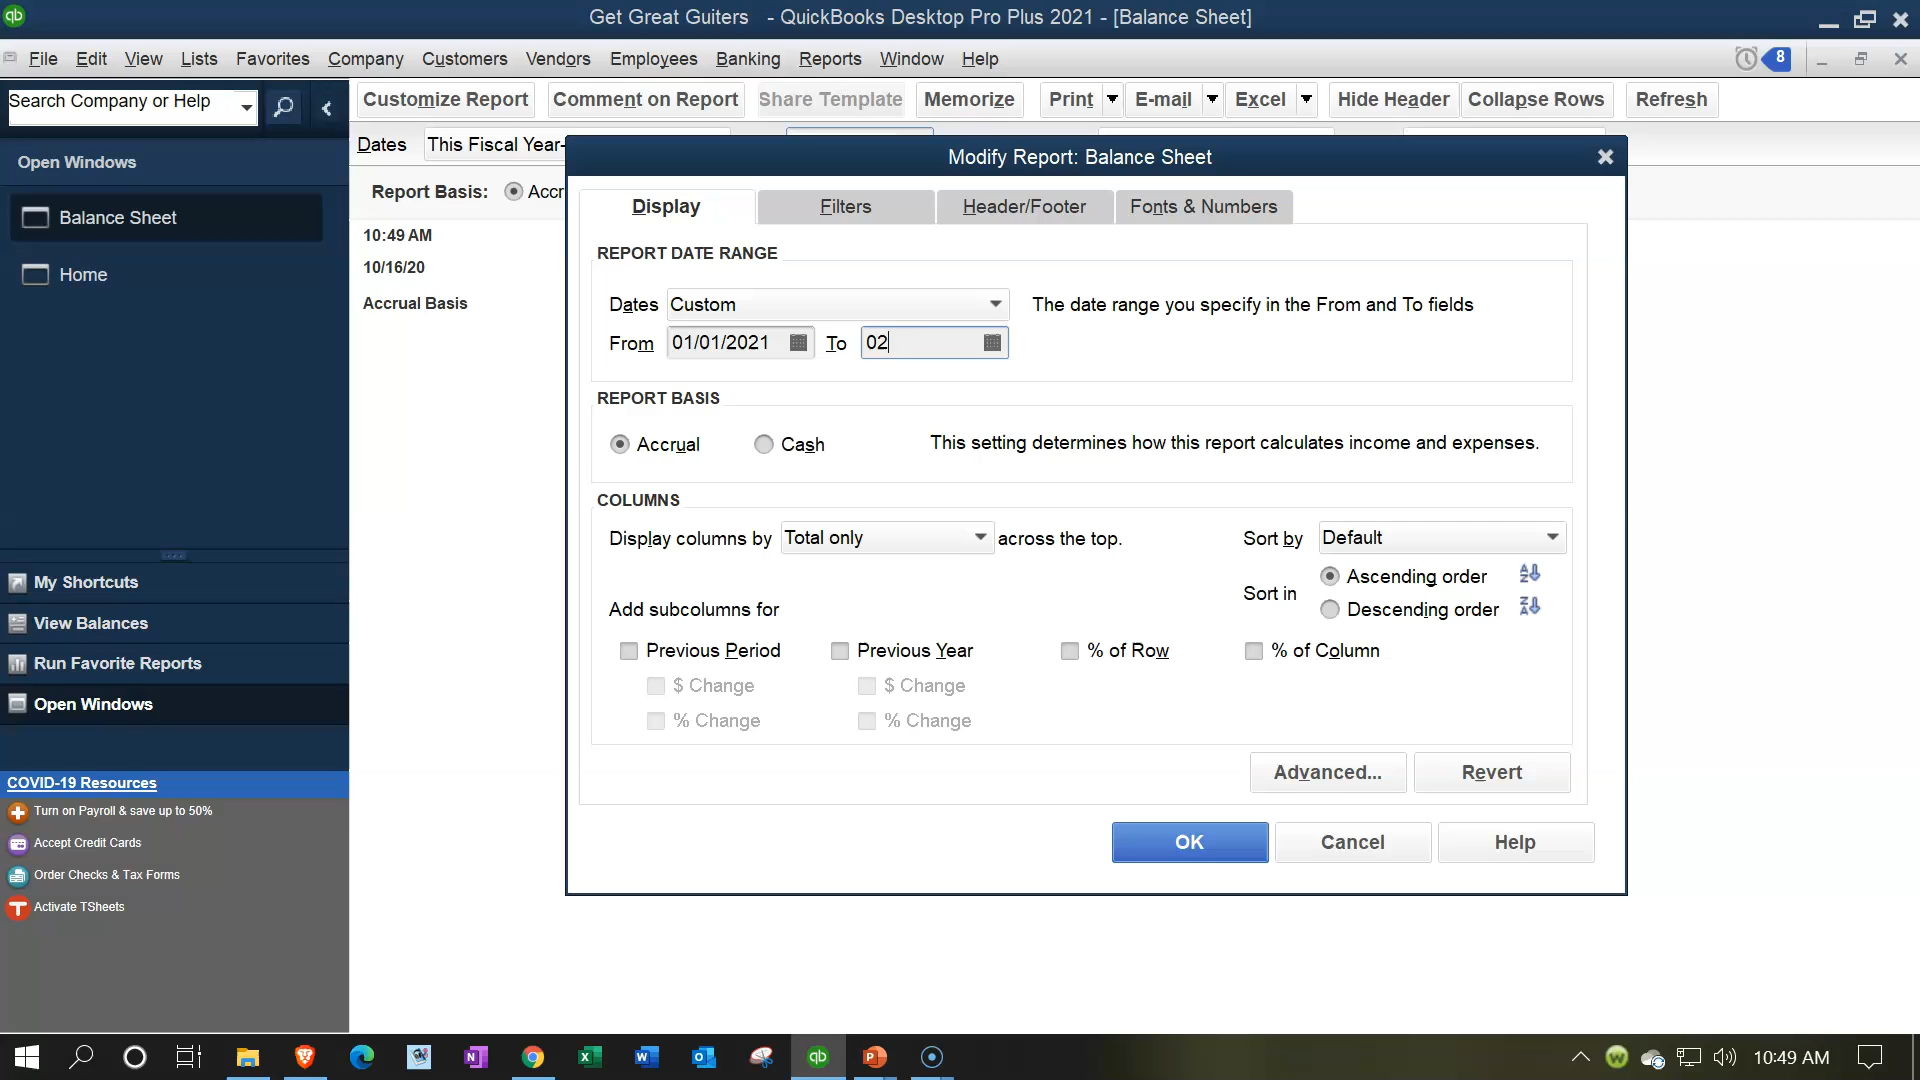 Get Great Guiters - QuickBooks Desktop Pro Plus 2021 - [Balance Sheet]
File Edit View Lists Favorites Company Customers Vendors Employees Banking Reports Window Help
8
Search Company or Help
Customize Report Comment on Report Share Template Memorize Print E-mail Excel Hide Header Collapse Rows Refresh
Dates This Fiscal Year-
Report Basis: Accr
10:49 AM
10/16/20
Accrual Basis
Open Windows
Balance Sheet
Home
My Shortcuts
View Balances
Run Favorite Reports
Open Windows
COVID-19 Resources
Turn on Payroll & save up to 50%
Accept Credit Cards
Order Checks & Tax Forms
Activate TSheets
Modify Report: Balance Sheet
Display Filters Header/Footer Fonts & Numbers
REPORT DATE RANGE
Dates Custom The date range you specify in the From and To fields
From 01/01/2021 To 02
REPORT BASIS
Accrual Cash This setting determines how this report calculates income and expenses.
COLUMNS
Display columns by Total only across the top. Sort by Default
Sort in Ascending order
Descending order
Add subcolumns for
Previous Period Previous Year % of Row % of Column
$ Change $ Change
% Change % Change
Advanced... Revert
OK Cancel Help
10:49 AM